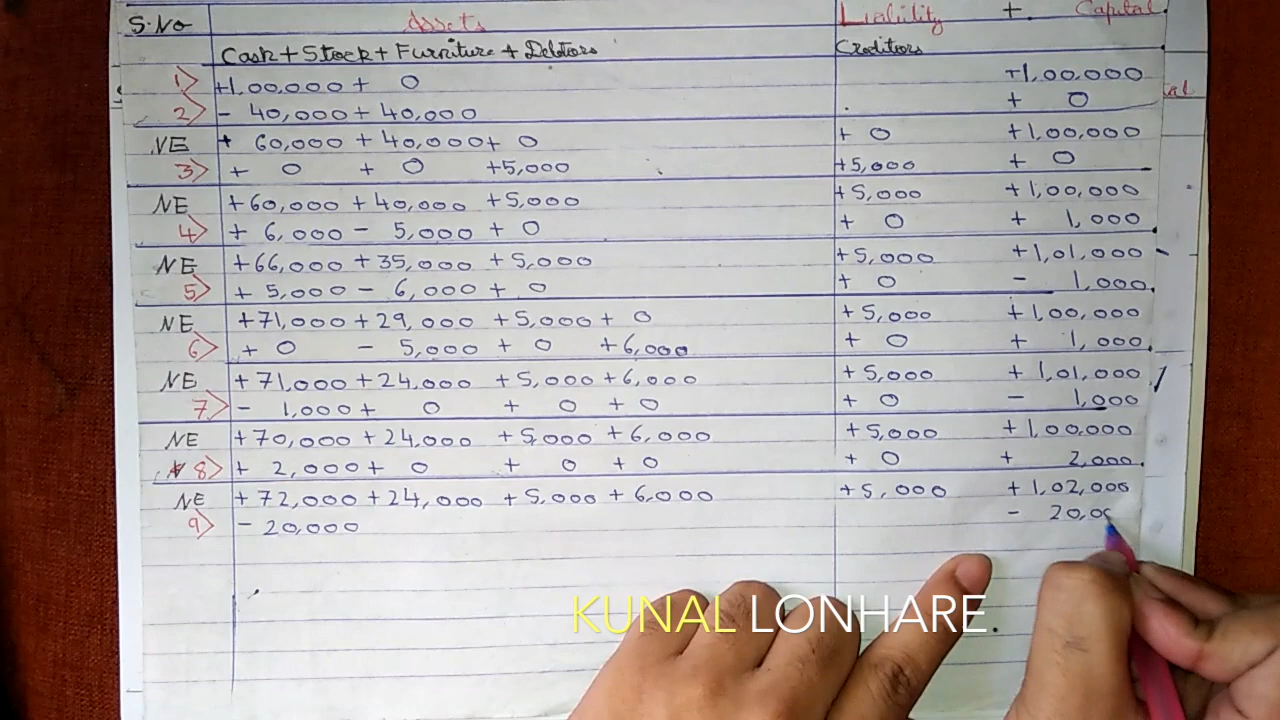 S.No Assets Liability + Capital
Cash + Stock + Furniture + Debtors Creditors
1> +1,00,000 + 0 +1,00,000
2> - 40,000 + 40,000 + 0
NE + 60,000 + 40,000 + 0 + 0 +1,00,000
3> + 0 + 0 +5,000 +5,000 + 0
NE +60,000 + 40,000 +5,000 +5,000 +1,00,000
4> + 6,000 - 5,000 + 0 + 0 + 1,000
NE +66,000 +35,000 +5,000 +5,000 +1,01,000
5> + 5,000 - 6,000 + 0 + 0 - 1,000
NE +71,000 +29,000 +5,000 + 0 +5,000 +1,00,000
6> + 0 - 5,000 + 0 +6,000 + 0 + 1,000
NE +71,000 +24,000 +5,000 +6,000 +5,000 + 1,01,000
7> - 1,000 + 0 + 0 + 0 + 0 - 1,000
NE +70,000 +24,000 +5,000 +6,000 +5,000 +1,00,000
8> + 2,000 + 0 + 0 + 0 + 0 + 2,000
NE +72,000 +24,000 +5,000 +6,000 +5,000 +1,02,000
9> - 20,000 - 20,00
KUNAL LONHARE.